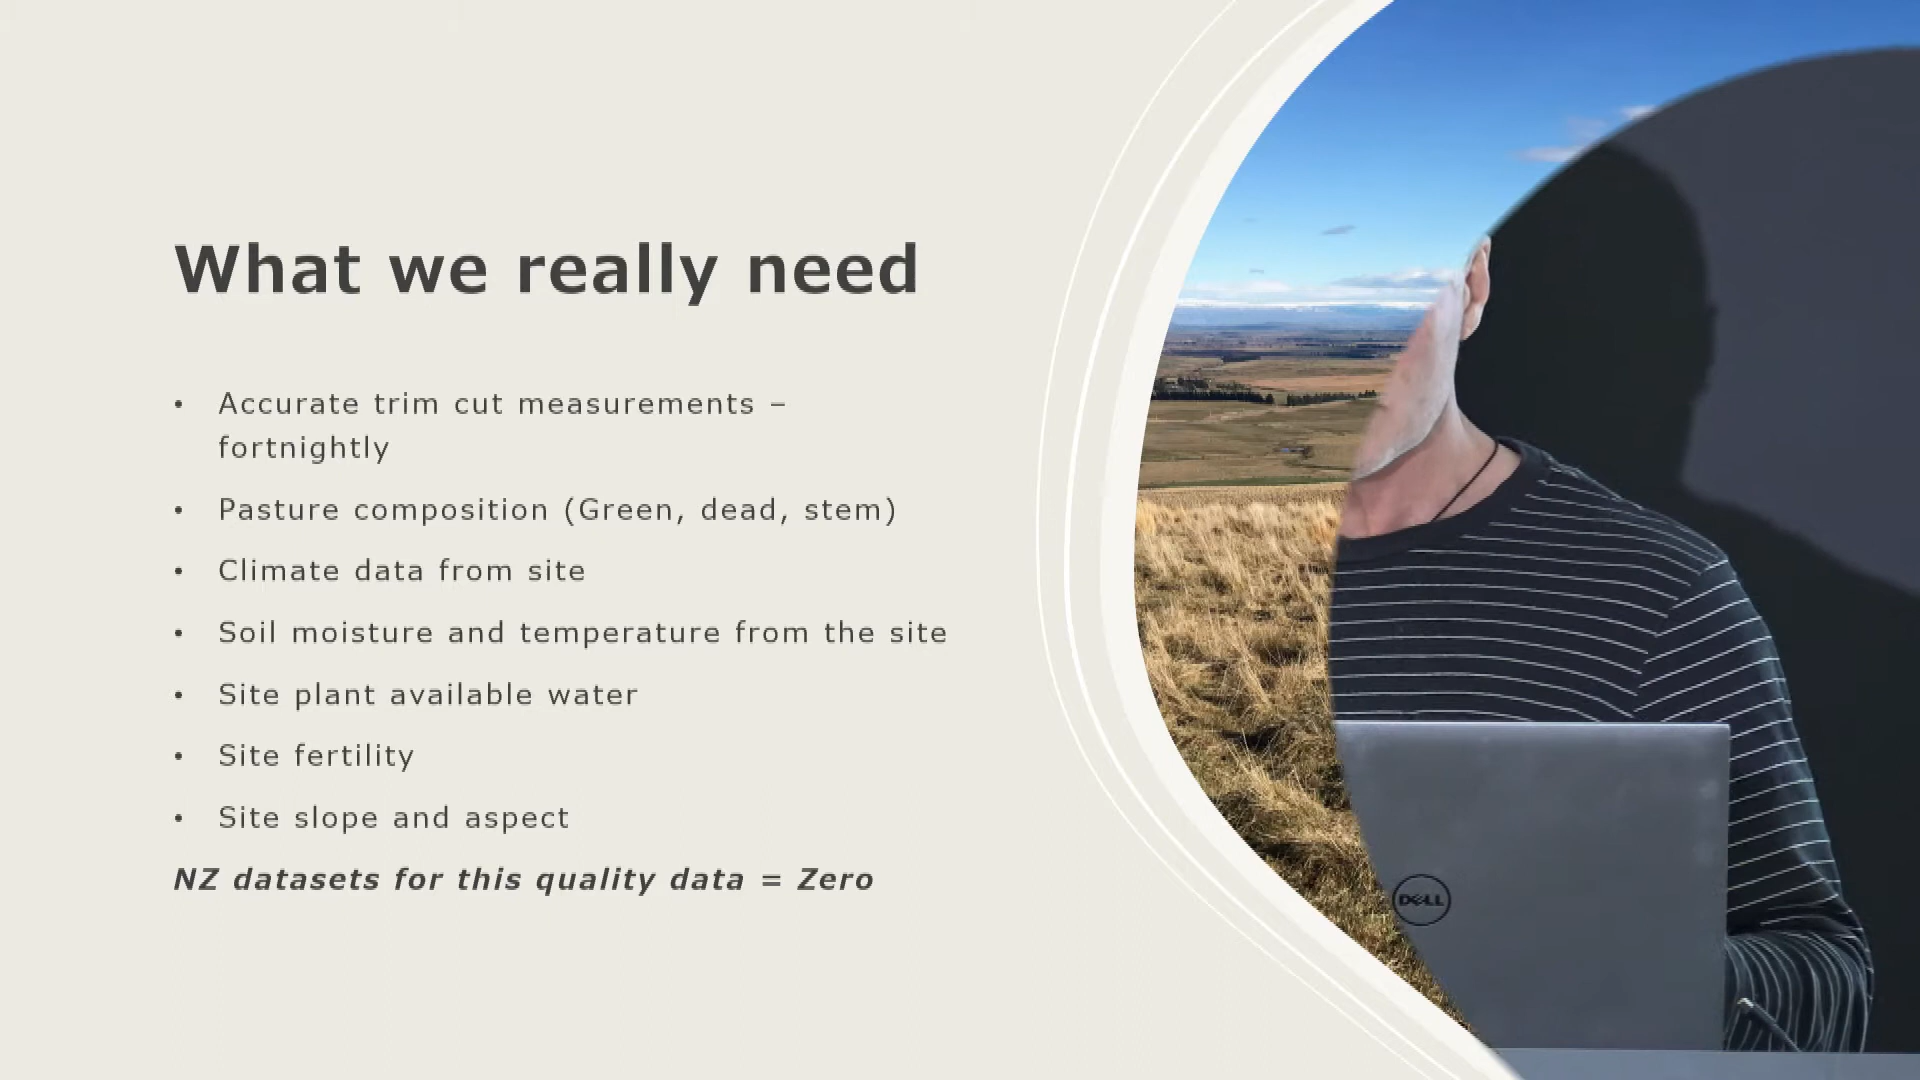 What we really need
• Accurate trim cut measurements –
fortnightly
• Pasture composition (Green, dead, stem)
• Climate data from site
• Soil moisture and temperature from the site
• Site plant available water
• Site fertility
• Site slope and aspect
NZ datasets for this quality data = Zero
DELL